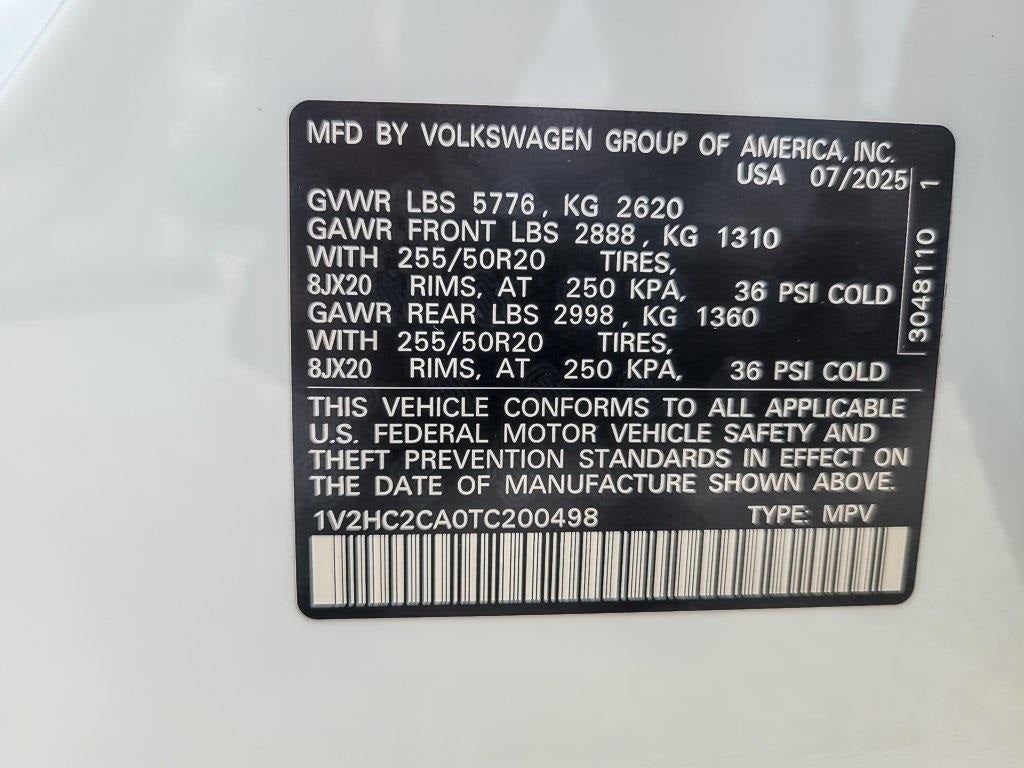 MFD BY VOLKSWAGEN GROUP OF AMERICA, INC.
USA 07/2025
GVWR LBS 5776, KG 2620
GAWR FRONT LBS 2888, KG 1310
WITH 255/50R20 TIRES,
8JX20 RIMS, AT 250 KPA, 36 PSI COLD
GAWR REAR LBS 2998, KG 1360
WITH 255/50R20 TIRES,
8JX20 RIMS, AT 250 KPA, 36 PSI COLD
3048110 1
THIS VEHICLE CONFORMS TO ALL APPLICABLE
U.S. FEDERAL MOTOR VEHICLE SAFETY AND
THEFT PREVENTION STANDARDS IN EFFECT ON
THE DATE OF MANUFACTURE SHOWN ABOVE.
1V2HC2CA0TC200498 TYPE: MPV